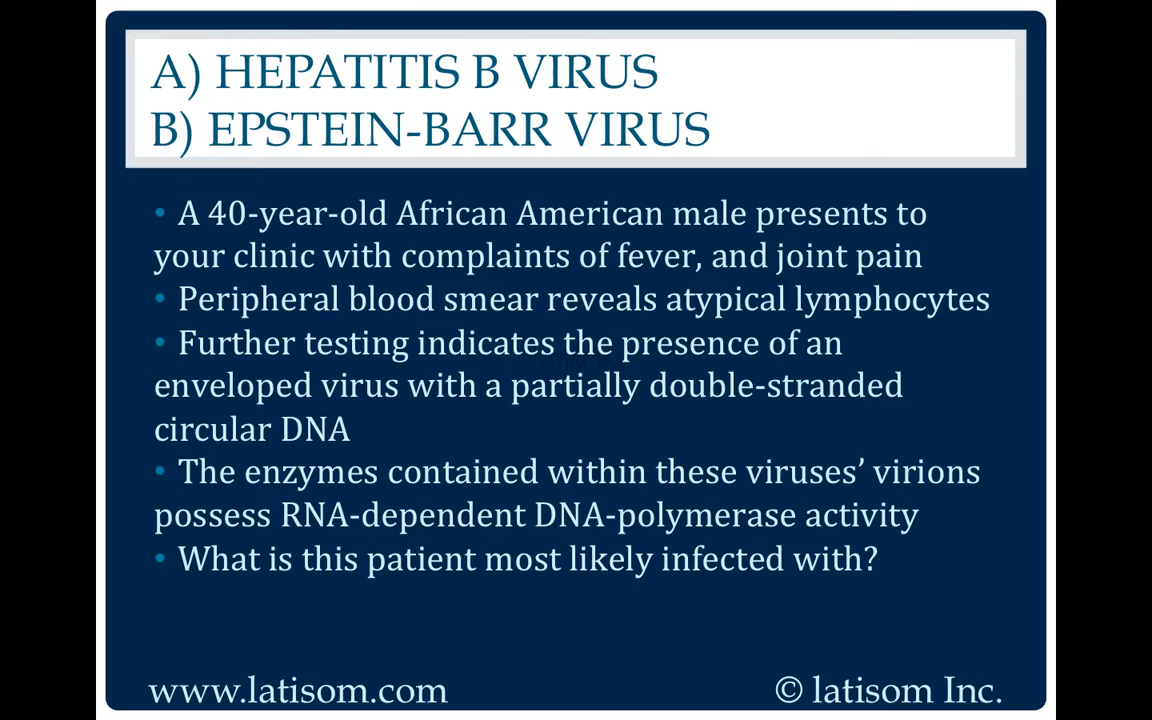 A) HEPATITIS B VIRUS
B) EPSTEIN-BARR VIRUS
• A 40-year-old African American male presents to
your clinic with complaints of fever, and joint pain
• Peripheral blood smear reveals atypical lymphocytes
• Further testing indicates the presence of an
enveloped virus with a partially double-stranded
circular DNA
• The enzymes contained within these viruses’ virions
possess RNA-dependent DNA-polymerase activity
• What is this patient most likely infected with?
www.latisom.com
© latisom Inc.